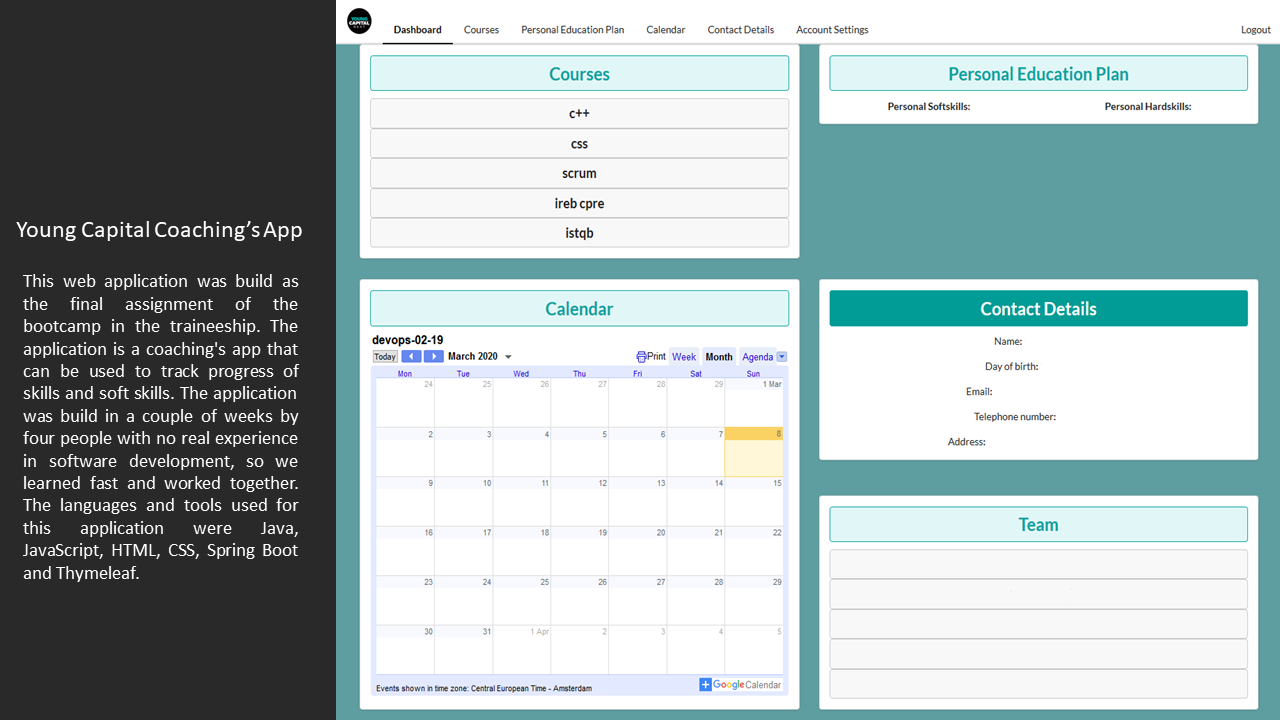 Young Capital Coaching’s App
This web application was build as
the final assignment of the
bootcamp in the traineeship. The
application is a coaching's app that
can be used to track progress of
skills and soft skills. The application
was build in a couple of weeks by
four people with no real experience
in software development, so we
learned fast and worked together.
The languages and tools used for
this application were Java,
JavaScript, HTML, CSS, Spring Boot
and Thymeleaf.
YOUNG
CAPITAL
NEXT
Dashboard Courses Personal Education Plan Calendar Contact Details Account Settings Logout
Courses
c++
css
scrum
ireb cpre
istqb
Personal Education Plan
Personal Softskills: Personal Hardskills:
Calendar
devops-02-19
Today March 2020 Print Week Month Agenda
Mon Tue Wed Thu Fri Sat Sun
24 25 26 27 28 29 1 Mar
2 3 4 5 6 7 8
9 10 11 12 13 14 15
16 17 18 19 20 21 22
23 24 25 26 27 28 29
30 31 1 Apr 2 3 4 5
Events shown in time zone: Central European Time - Amsterdam
Google Calendar
Contact Details
Name:
Day of birth:
Email:
Telephone number:
Address:
Team